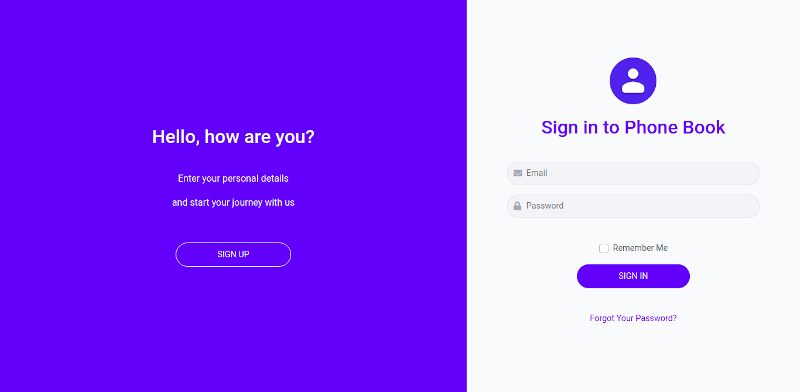 Hello, how are you?
Enter your personal details
and start your journey with us
SIGN UP
Sign in to Phone Book
Email
Password
Remember Me
SIGN IN
Forgot Your Password?